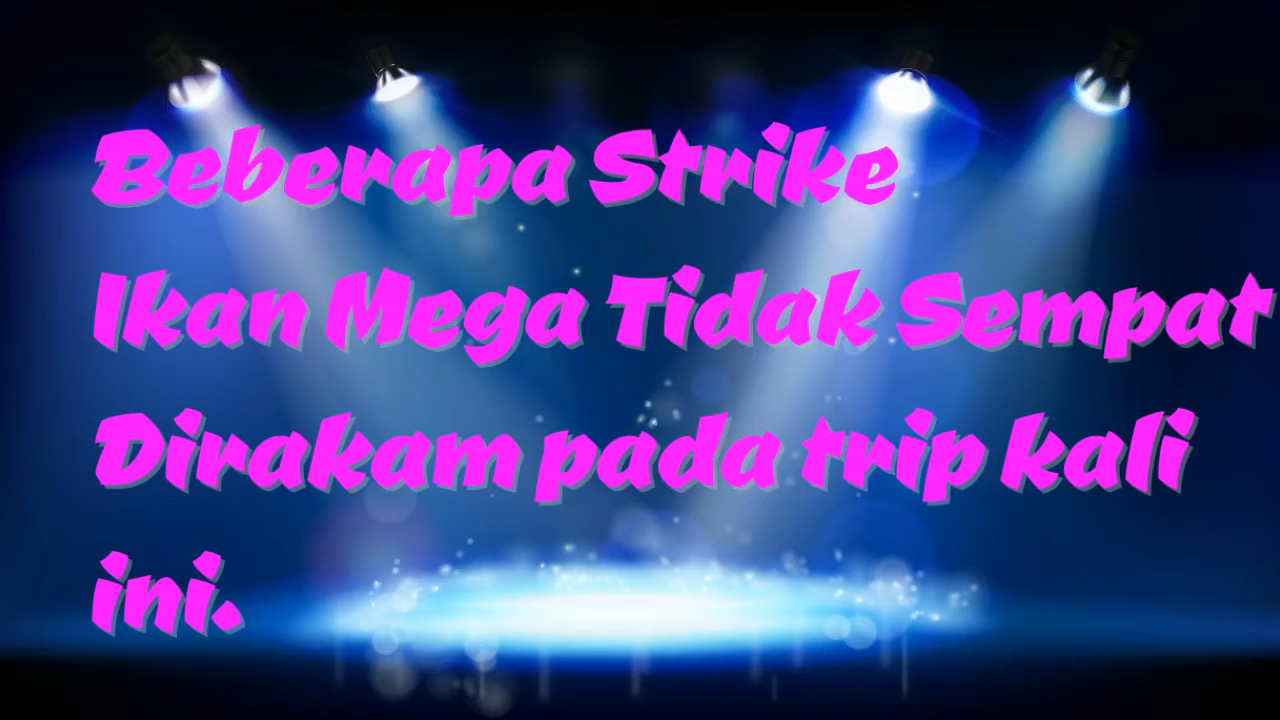 Beberapa Strike
Ikan Mega Tidak Sempat
Dirakam pada trip kali
ini.